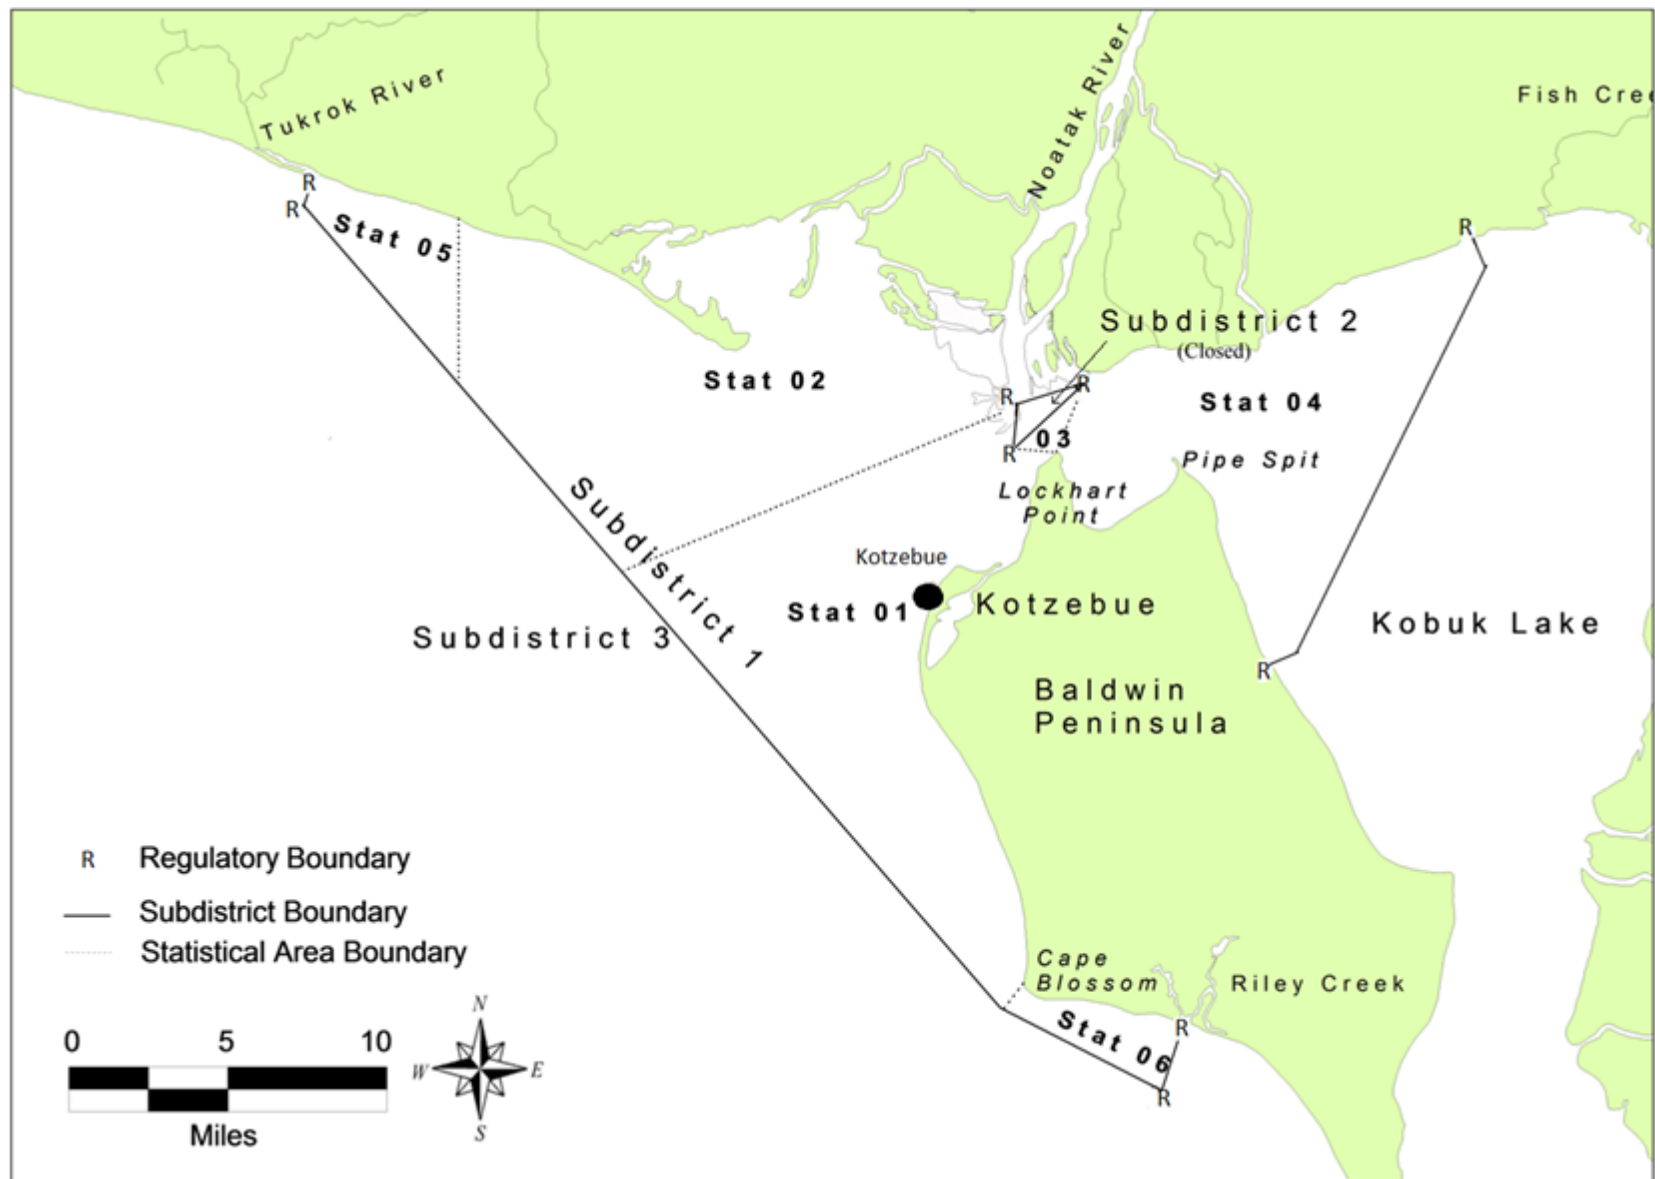 Tukrok River
Noatak River
Fish Cree
R
R
R
Stat 05
Subdistrict 2
(Closed)
Stat 02
R
R
Stat 04
03
R
Pipe Spit
Lockhart
Point
Subdistrict 1
Kotzebue
Stat 01
Kotzebue
Subdistrict 3
Kobuk Lake
R
Baldwin
Peninsula
R Regulatory Boundary
Subdistrict Boundary
Statistical Area Boundary
Cape
Blossom
Riley Creek
Stat 06
R
R
0 5 10
Miles
N
W E
S